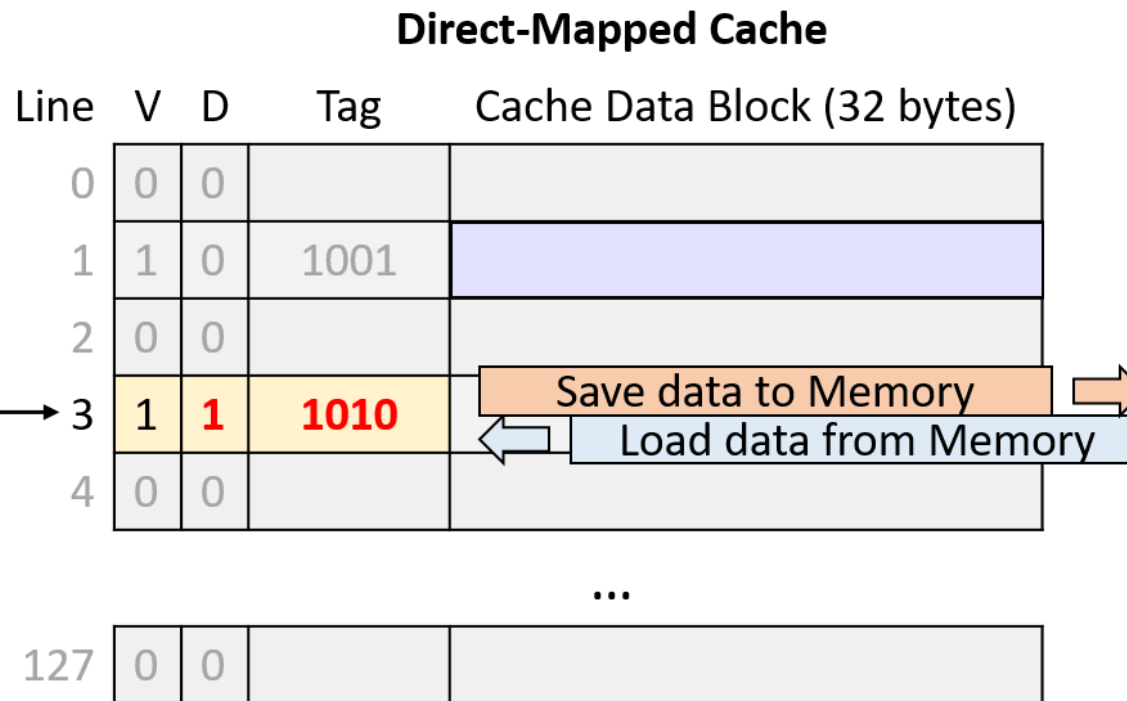 Direct-Mapped Cache
Line V D Tag Cache Data Block (32 bytes)
0 0 0
1 1 0 1001
2 0 0
3 1 1 1010
Save data to Memory
Load data from Memory
4 0 0
...
127 0 0